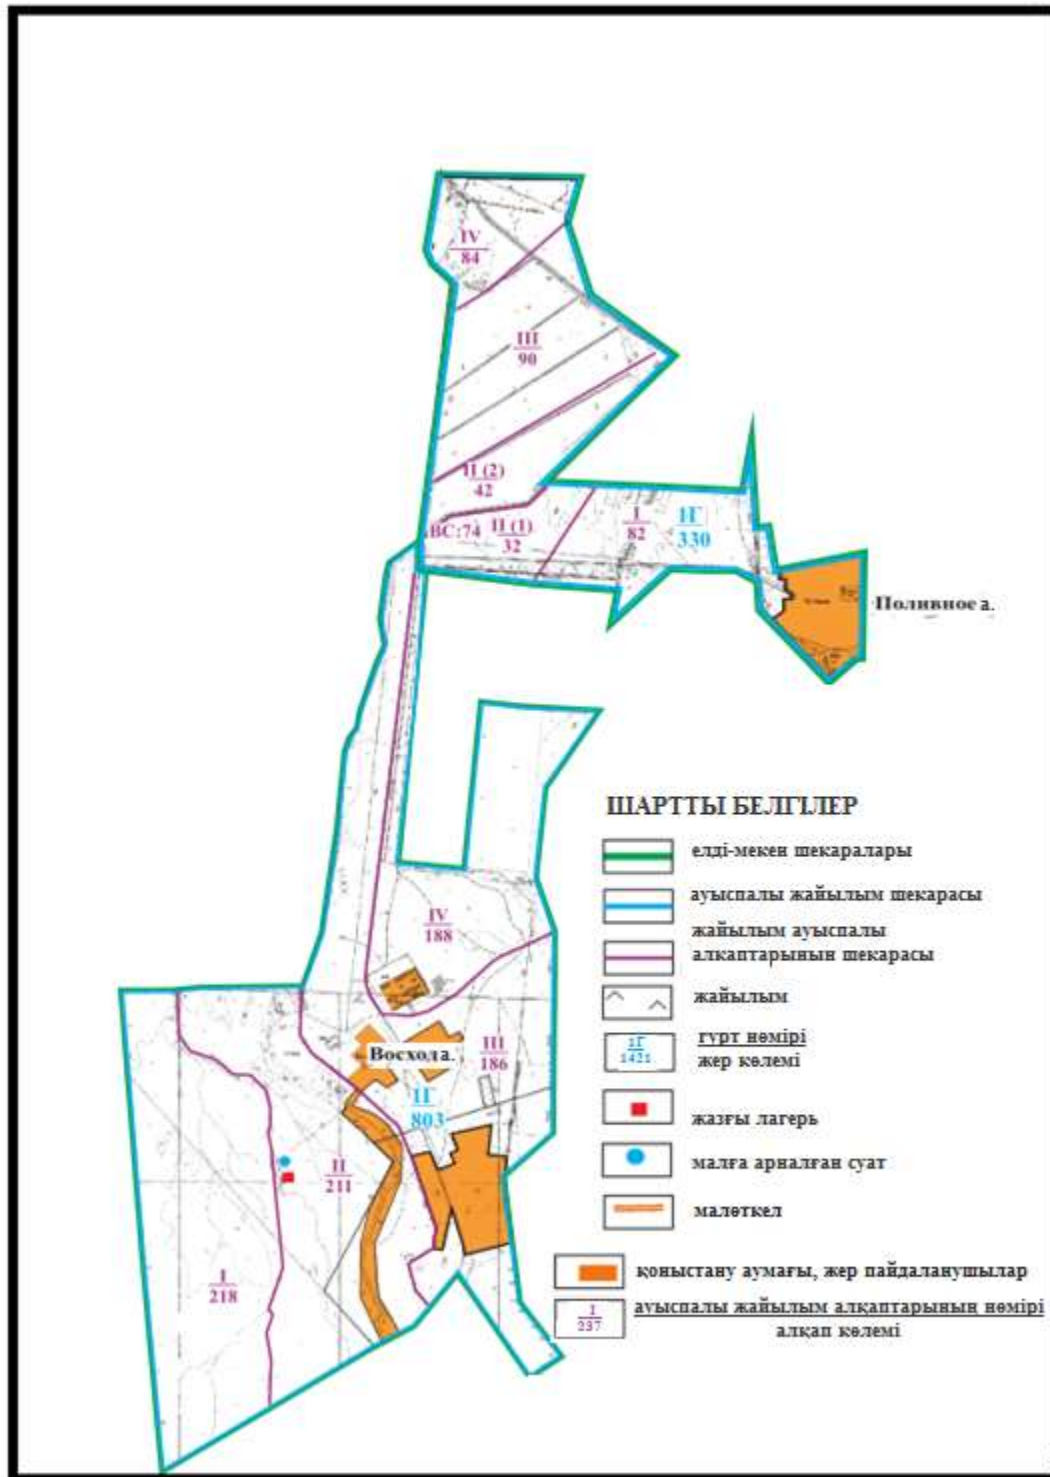 IV
84
III
90
II (2)
42
ВС:74 II (1)
32
I
82
1Г
330
Поливное а.
IV
188
Восход а.
III
186
1Г
803
II
211
I
218
ШАРТТЫ БЕЛГІЛЕР
елді-мекен шекаралары
ауыспалы жайылым шекарасы
жайылым ауыспалы
алқаптарының шекарасы
жайылым
1Г
1421
гурт нөмірі
жер көлемі
жазғы лагерь
малға арналған суат
малөткел
қоныстану аумағы, жер пайдаланушылар
I
237
ауыспалы жайылым алқаптарының нөмірі
алқап көлемі